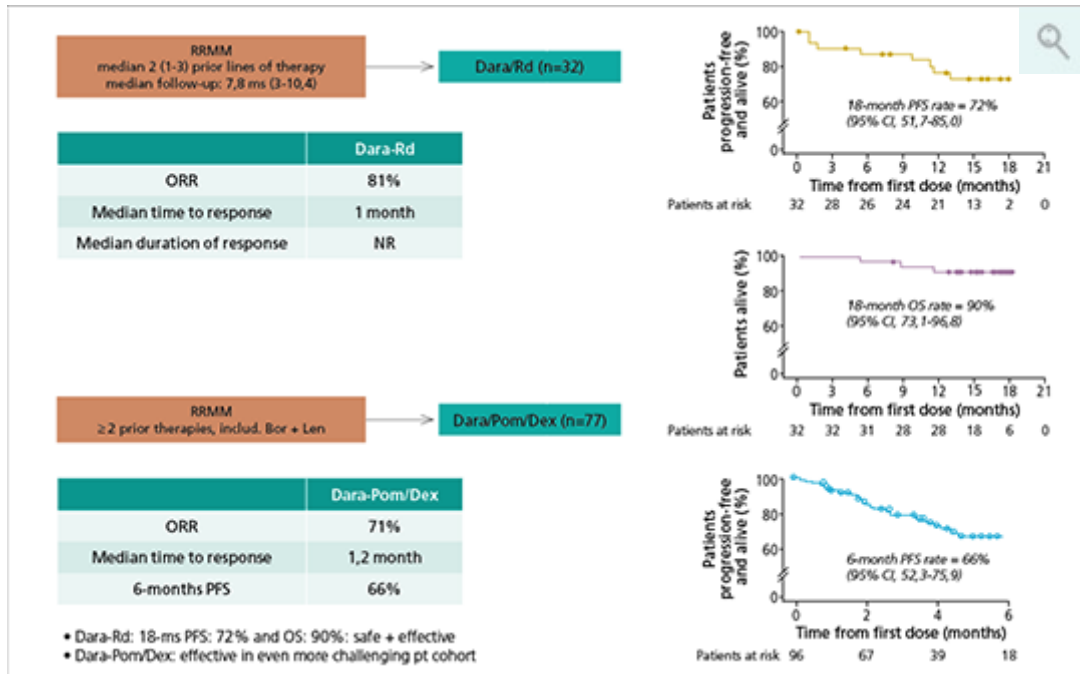 RRMM
median 2 (1-3) prior lines of therapy
median follow-up: 7,8 ms (3-10,4)
Dara/Rd (n=32)
Dara-Rd
ORR 81%
Median time to response 1 month
Median duration of response NR
Patients progression-free and alive (%)
100
80
60
0
18-month PFS rate = 72%
(95% CI, 51,7-85,0)
0 3 6 9 12 15 18 21
Time from first dose (months)
Patients at risk 32 28 26 24 21 13 2 0
Patients alive (%)
100
80
60
0
18-month OS rate = 90%
(95% CI, 73,1-96,8)
0 3 6 9 12 15 18 21
Time from first dose (months)
Patients at risk 32 32 31 28 28 18 6 0
RRMM
≥2 prior therapies, includ. Bor + Len
Dara/Pom/Dex (n=77)
Dara-Pom/Dex
ORR 71%
Median time to response 1,2 month
6-months PFS 66%
Patients progression-free and alive (%)
100
80
60
0
6-month PFS rate = 66%
(95% CI, 52,3-75,9)
0 2 4 6
Time from first dose (months)
Patients at risk 96 67 39 18
• Dara-Rd: 18-ms PFS: 72% and OS: 90%: safe + effective
• Dara-Pom/Dex: effective in even more challenging pt cohort